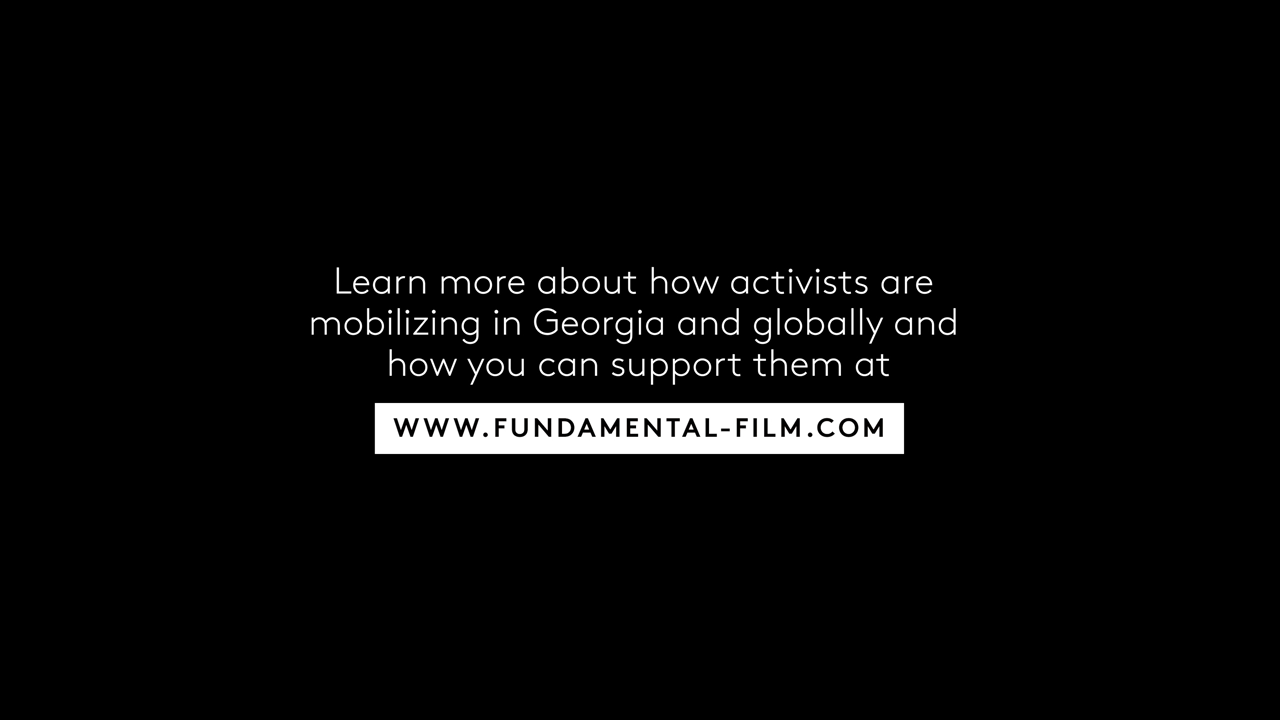 Learn more about how activists are
mobilizing in Georgia and globally and
how you can support them at
WWW.FUNDAMENTAL-FILM.COM